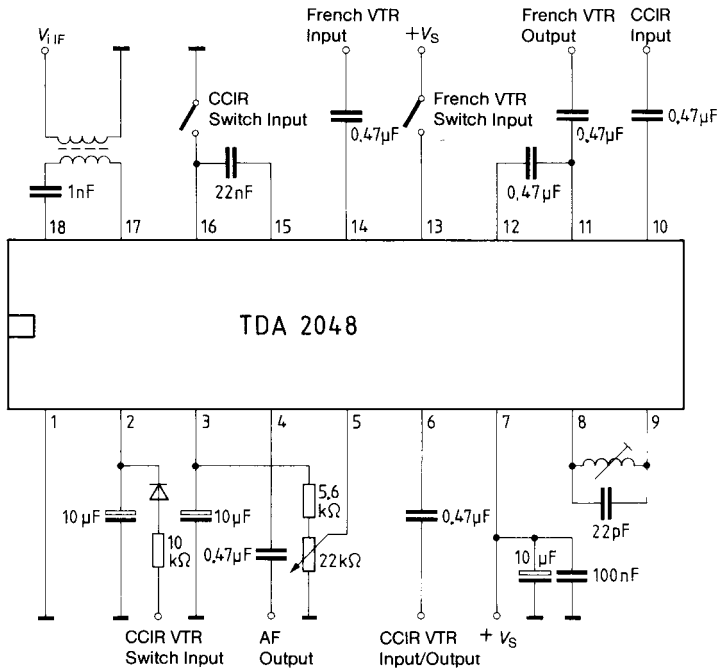 French VTR
Input
French VTR
Output
CCIR
Input
V i IF
+VS
CCIR
Switch Input
French VTR
Switch Input
0.47µF
0.47µF
0.47µF
1nF
22nF
0.47µF
18
17
16
15
14
13
12
11
10
TDA 2048
1
2
3
4
5
6
7
8
9
10µF
10
kΩ
10µF
0.47µF
5.6
kΩ
22kΩ
0.47µF
10 µF
100nF
22pF
CCIR VTR
Switch Input
AF
Output
CCIR VTR
Input/Output
+ VS